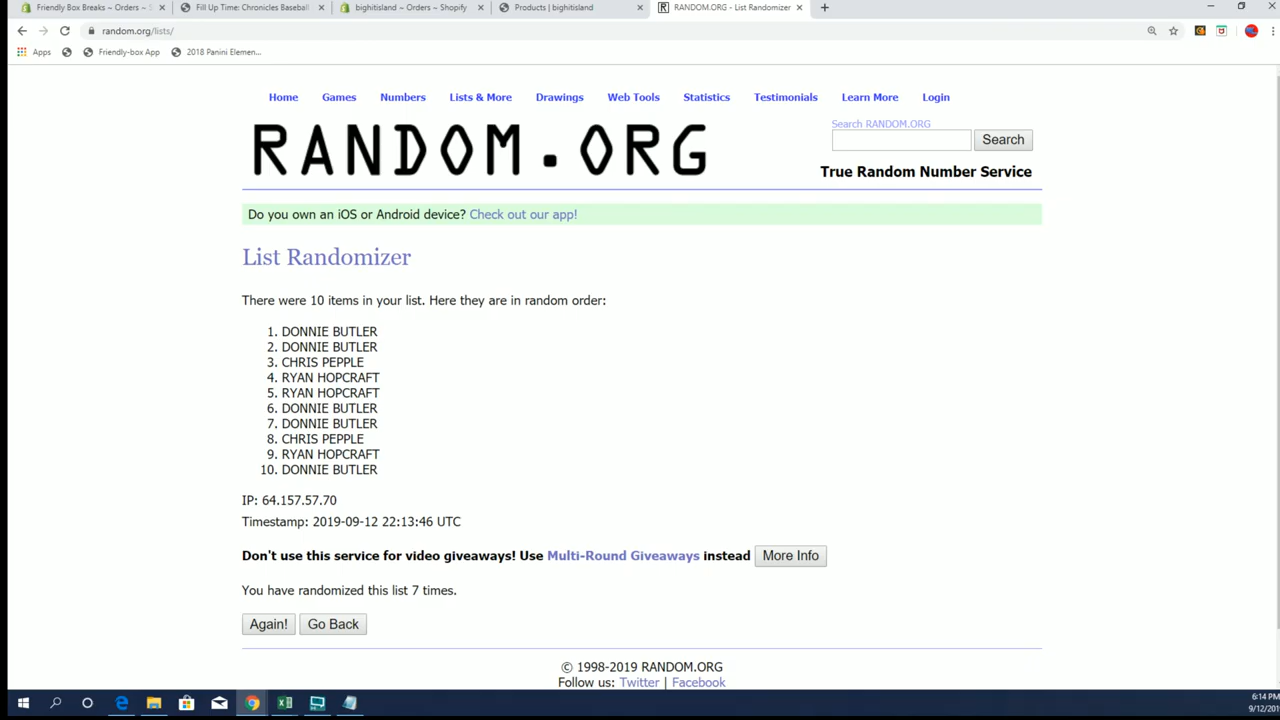 Friendly Box Breaks ~ Orders ~ S
Fill Up Time: Chronicles Baseball
bighitisland ~ Orders ~ Shopify
Products | bighitisland
RANDOM.ORG - List Randomizer
random.org/lists/
Apps
Friendly-box App
2018 Panini Elemen...
Home
Games
Numbers
Lists & More
Drawings
Web Tools
Statistics
Testimonials
Learn More
Login
RANDOM.ORG
Search RANDOM.ORG
Search
True Random Number Service
Do you own an iOS or Android device? Check out our app!
List Randomizer
There were 10 items in your list. Here they are in random order:
1. DONNIE BUTLER
2. DONNIE BUTLER
3. CHRIS PEPPLE
4. RYAN HOPCRAFT
5. RYAN HOPCRAFT
6. DONNIE BUTLER
7. DONNIE BUTLER
8. CHRIS PEPPLE
9. RYAN HOPCRAFT
10. DONNIE BUTLER
IP: 64.157.57.70
Timestamp: 2019-09-12 22:13:46 UTC
Don't use this service for video giveaways! Use Multi-Round Giveaways instead
More Info
You have randomized this list 7 times.
Again!
Go Back
© 1998-2019 RANDOM.ORG
Follow us: Twitter | Facebook
6:14 PM
9/12/201